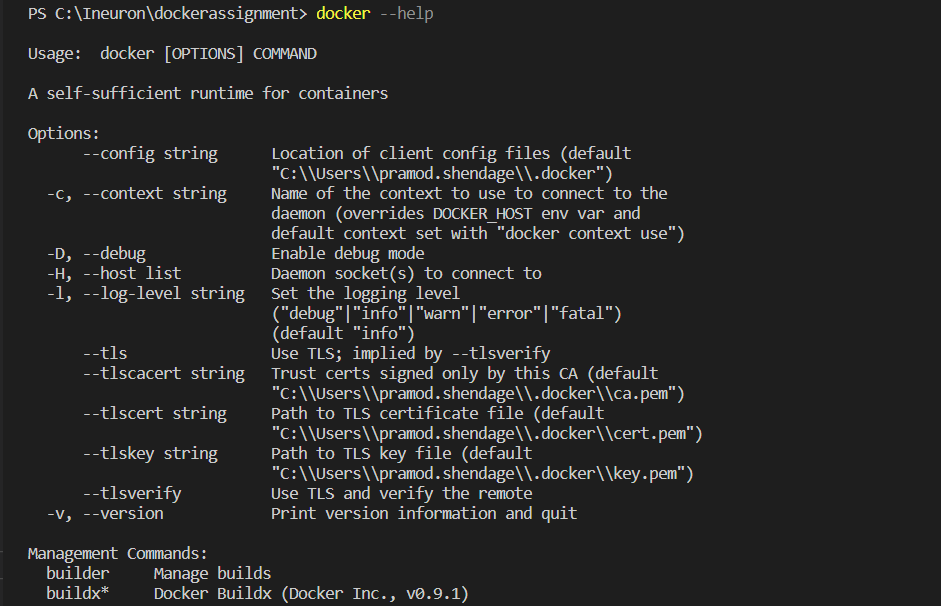 PS C:\Ineuron\dockerassignment> docker --help
Usage:  docker [OPTIONS] COMMAND
A self-sufficient runtime for containers
Options:
      --config string      Location of client config files (default
                           "C:\\Users\\pramod.shendage\\.docker")
  -c, --context string     Name of the context to use to connect to the
                           daemon (overrides DOCKER_HOST env var and
                           default context set with "docker context use")
  -D, --debug              Enable debug mode
  -H, --host list          Daemon socket(s) to connect to
  -l, --log-level string   Set the logging level
                           ("debug"|"info"|"warn"|"error"|"fatal")
                           (default "info")
      --tls                Use TLS; implied by --tlsverify
      --tlscacert string   Trust certs signed only by this CA (default
                           "C:\\Users\\pramod.shendage\\.docker\\ca.pem")
      --tlscert string     Path to TLS certificate file (default
                           "C:\\Users\\pramod.shendage\\.docker\\cert.pem")
      --tlskey string      Path to TLS key file (default
                           "C:\\Users\\pramod.shendage\\.docker\\key.pem")
      --tlsverify          Use TLS and verify the remote
  -v, --version            Print version information and quit
Management Commands:
  builder     Manage builds
  buildx*     Docker Buildx (Docker Inc., v0.9.1)